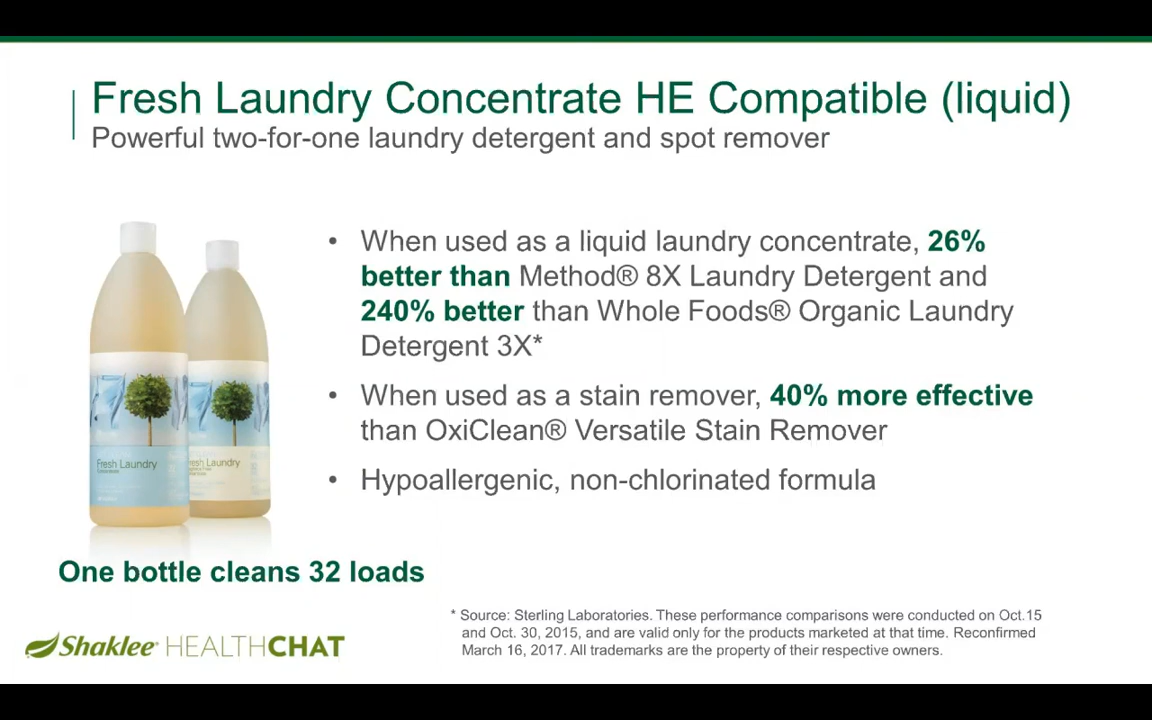 Fresh Laundry Concentrate HE Compatible (liquid)
Powerful two-for-one laundry detergent and spot remover
• When used as a liquid laundry concentrate, 26%
better than Method® 8X Laundry Detergent and
240% better than Whole Foods® Organic Laundry
Detergent 3X*
• When used as a stain remover, 40% more effective
than OxiClean® Versatile Stain Remover
• Hypoallergenic, non-chlorinated formula
Fresh Laundry
Fresh Laundry
One bottle cleans 32 loads
* Source: Sterling Laboratories. These performance comparisons were conducted on Oct.15
and Oct. 30, 2015, and are valid only for the products marketed at that time. Reconfirmed
March 16, 2017. All trademarks are the property of their respective owners.
Shaklee® HEALTHCHAT